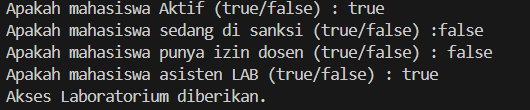 Apakah mahasiswa Aktif (true/false) : true
Apakah mahasiswa sedang di sanksi (true/false) :false
Apakah mahasiswa punya izin dosen (true/false) : false
Apakah mahasiswa asisten LAB (true/false) : true
Akses Laboratorium diberikan.